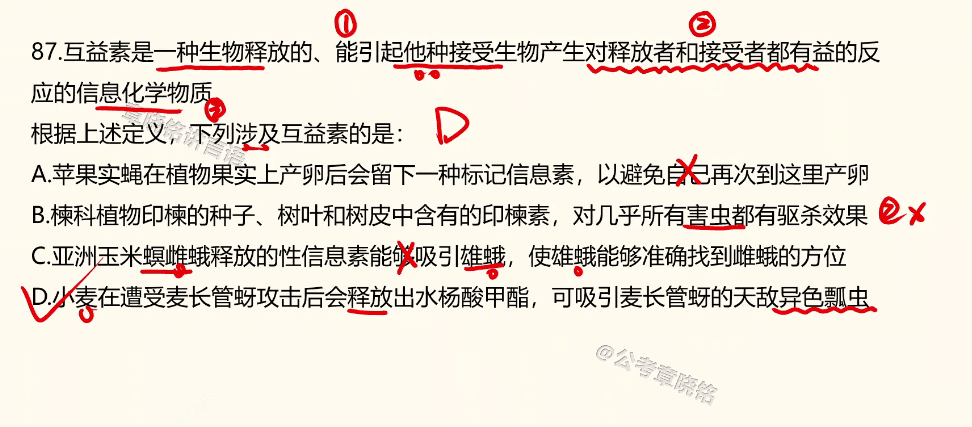 ① ②
87.互益素是一种生物释放的、能引起他种接受生物产生对释放者和接受者都有益的反
应的信息化学物质
③
章晓铭讲言语
根据上述定义，下列涉及互益素的是： D
A.苹果实蝇在植物果实上产卵后会留下一种标记信息素，以避免自己再次到这里产卵
B.楝科植物印楝的种子、树叶和树皮中含有的印楝素，对几乎所有害虫都有驱杀效果 ②×
C.亚洲玉米螟雌蛾释放的性信息素能够吸引雄蛾，使雄蛾能够准确找到雌蛾的方位
D.小麦在遭受麦长管蚜攻击后会释放出水杨酸甲酯，可吸引麦长管蚜的天敌异色瓢虫
@公考章晓铭